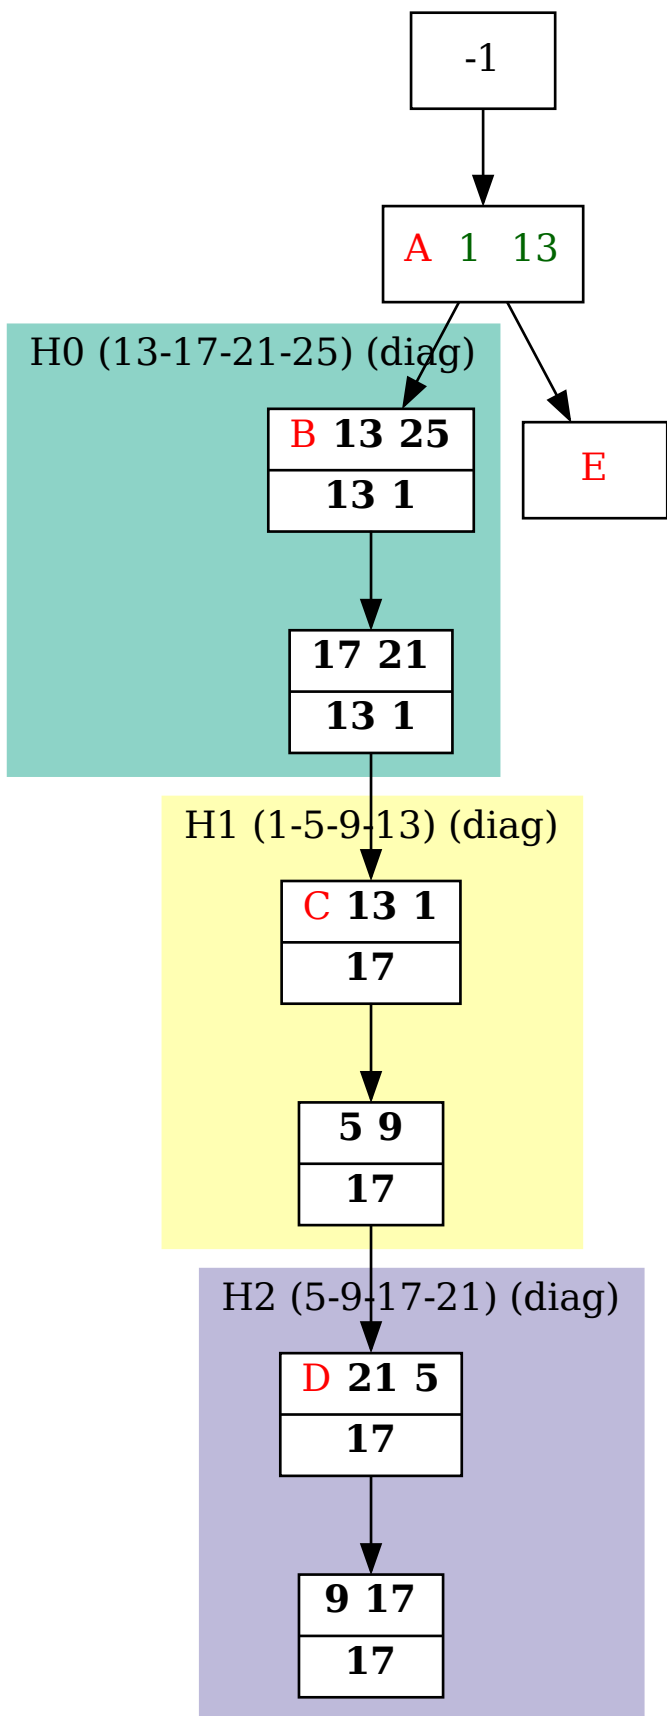 -1
A 1 13
H0 (13-17-21-25) (diag)
B 13 25
13 1
E
17 21
13 1
H1 (1-5-9-13) (diag)
C 13 1
17
5 9
17
H2 (5-9-17-21) (diag)
D 21 5
17
9 17
17